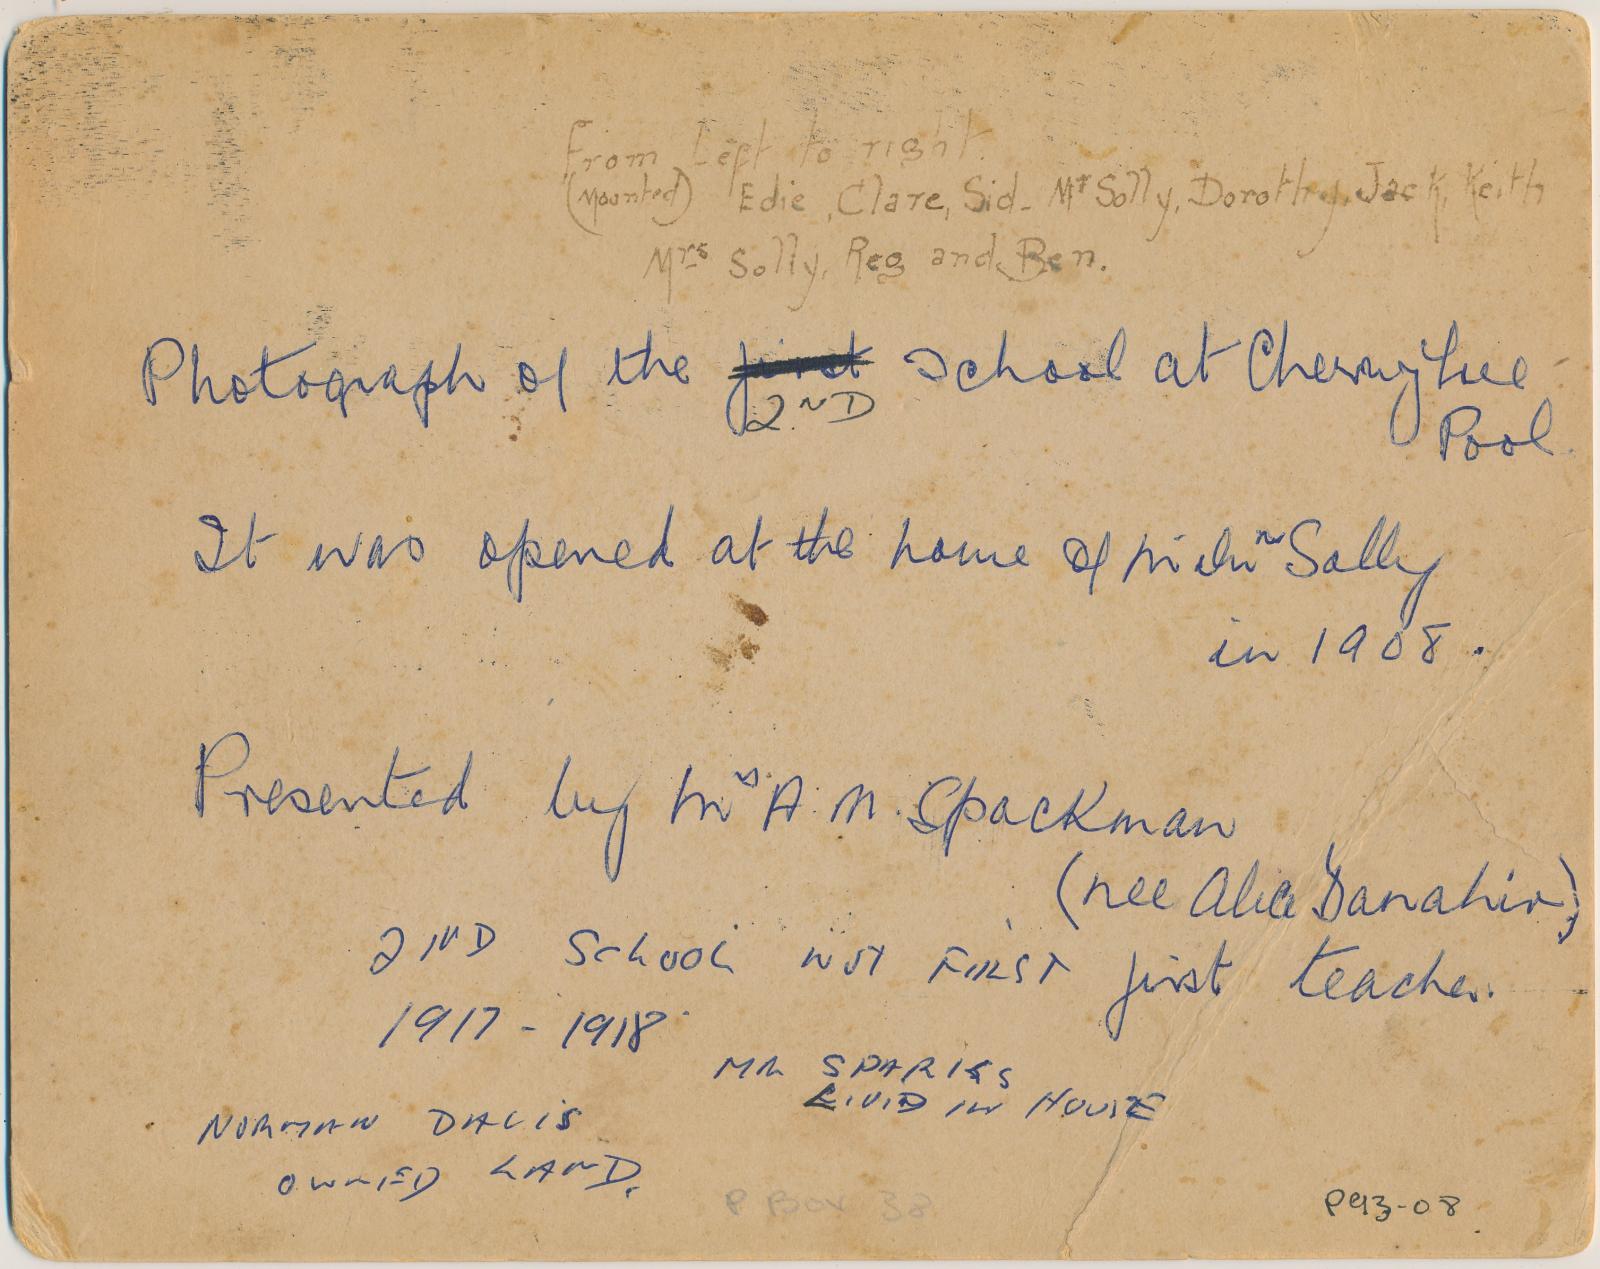 From Left to right.
(Mounted) Edie, Clare, Sid. Mr Solly, Dorothy, Jack, Keith
Mrs Solly, Reg and Ben.
Photograph of the first School at Cherrytree
2ND
Pool.
It was opened at the home of Mr Solly
in 1908.
Presented by Mrs A. M. Spackman
(nee Alice Danahir)
2ND School not FIRST first teacher.
1917-1918
MR SPARKS
LIVED IN HOUSE
NORMAN DAVIS
OWNED LAND.
P Box 38
P93-08